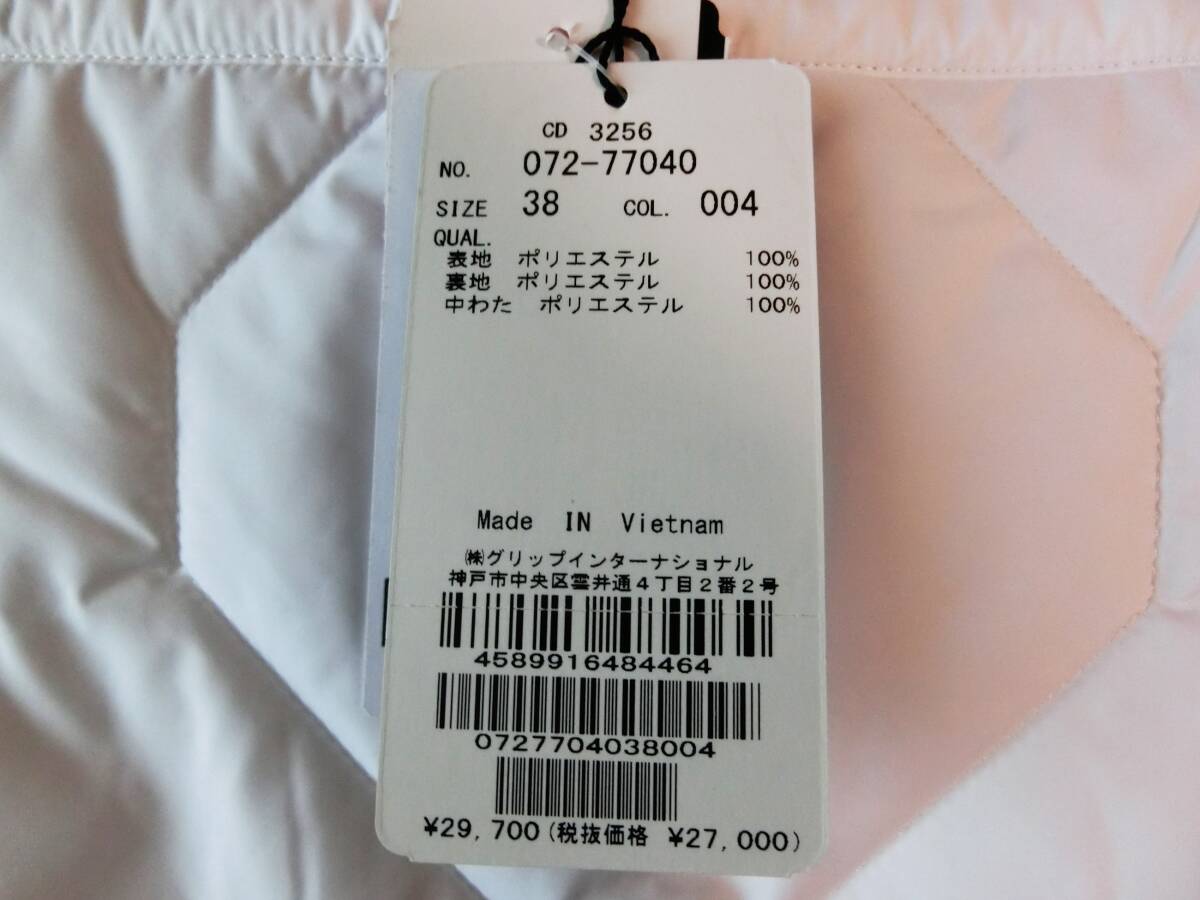 CD 3256
NO. 072-77040
SIZE 38 COL. 004
QUAL.
表地 ポリエステル 100%
裏地 ポリエステル 100%
中わた ポリエステル 100%
Made IN Vietnam
㈱グリップインターナショナル
神戸市中央区雲井通4丁目2番2号
4589916484464
0727704038004
¥29,700(税抜価格 ¥27,000)